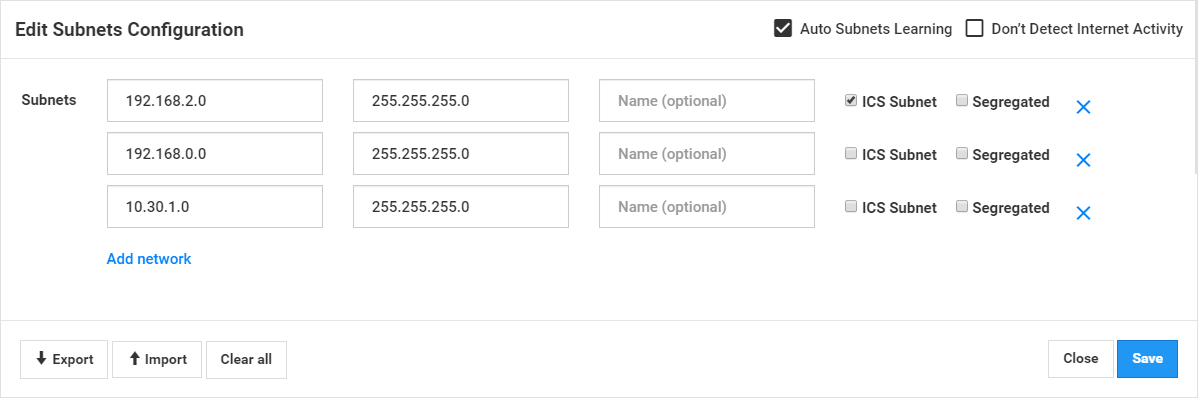 Edit Subnets Configuration
Auto Subnets Learning
Don't Detect Internet Activity
Subnets
192.168.2.0 255.255.255.0 Name (optional) ICS Subnet Segregated
192.168.0.0 255.255.255.0 Name (optional) ICS Subnet Segregated
10.30.1.0 255.255.255.0 Name (optional) ICS Subnet Segregated
Add network
Export Import Clear all Close Save